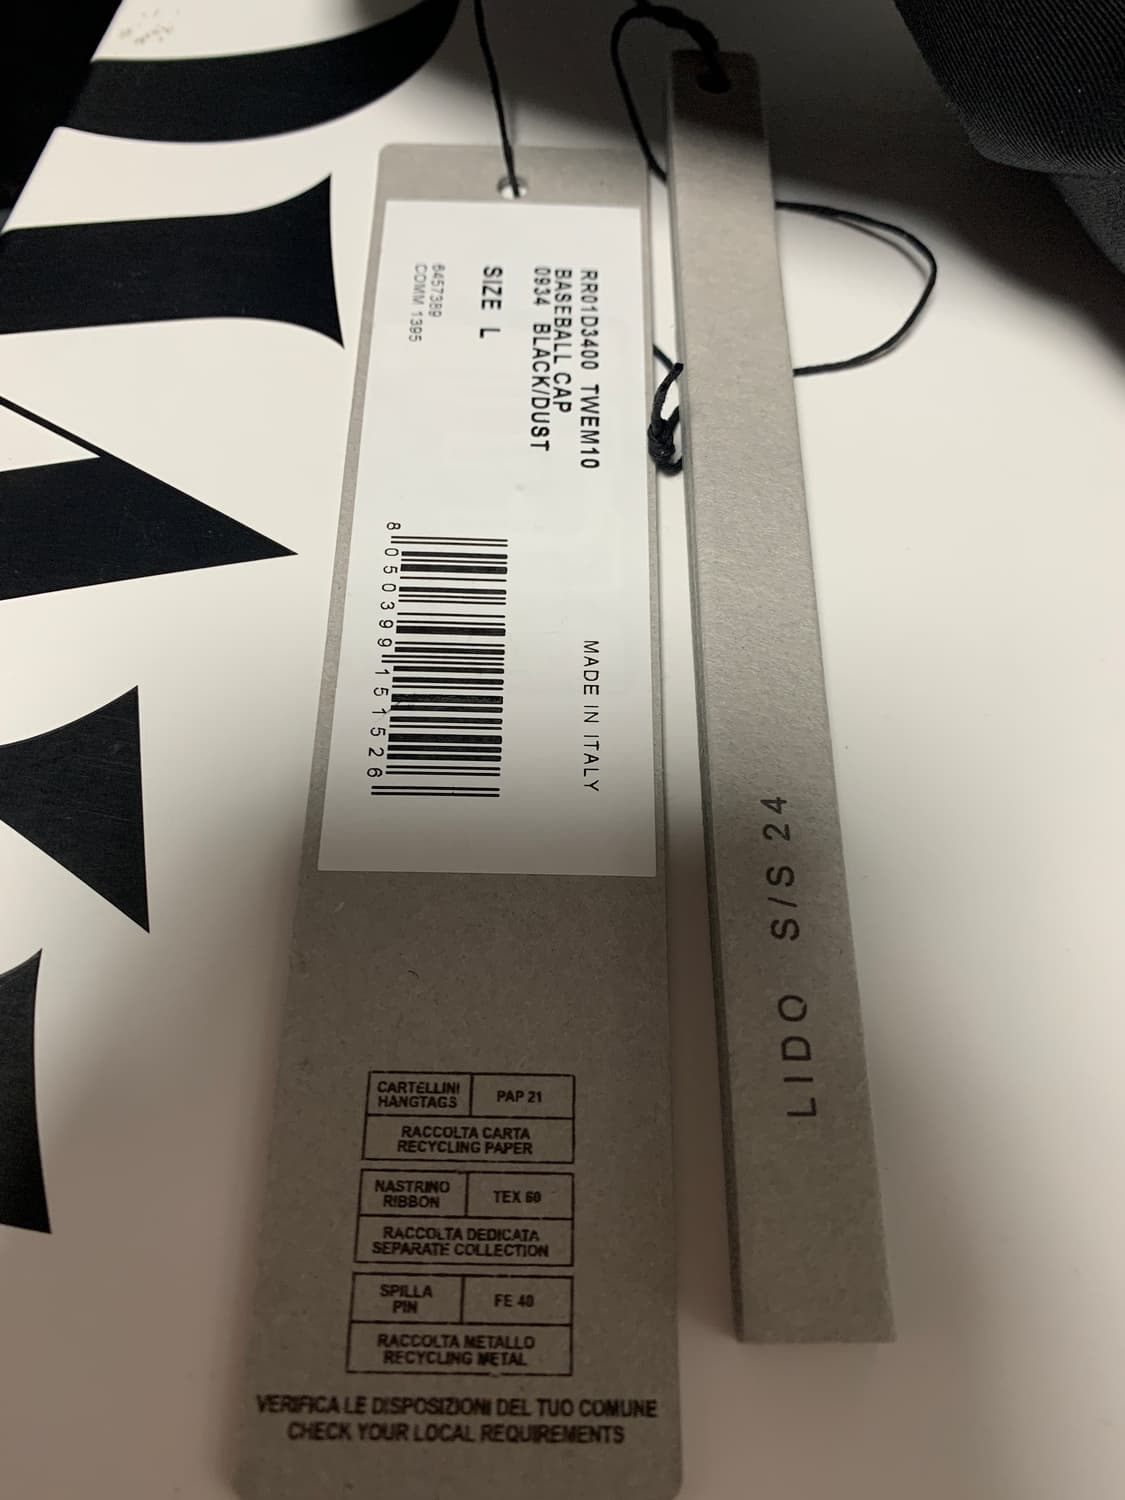 RR01D3400 TWEM10
BASEBALL CAP
0934 BLACK/DUST
SIZE L
6457389
COMM 1395
MADE IN ITALY
8 050399 151526
CARTELLINI
HANGTAGS
PAP 21
RACCOLTA CARTA
RECYCLING PAPER
NASTRINO
RIBBON
TEX 60
RACCOLTA DEDICATA
SEPARATE COLLECTION
SPILLA
PIN
FE 40
RACCOLTA METALLO
RECYCLING METAL
VERIFICA LE DISPOSIZIONI DEL TUO COMUNE
CHECK YOUR LOCAL REQUIREMENTS
LIDO S/S 24